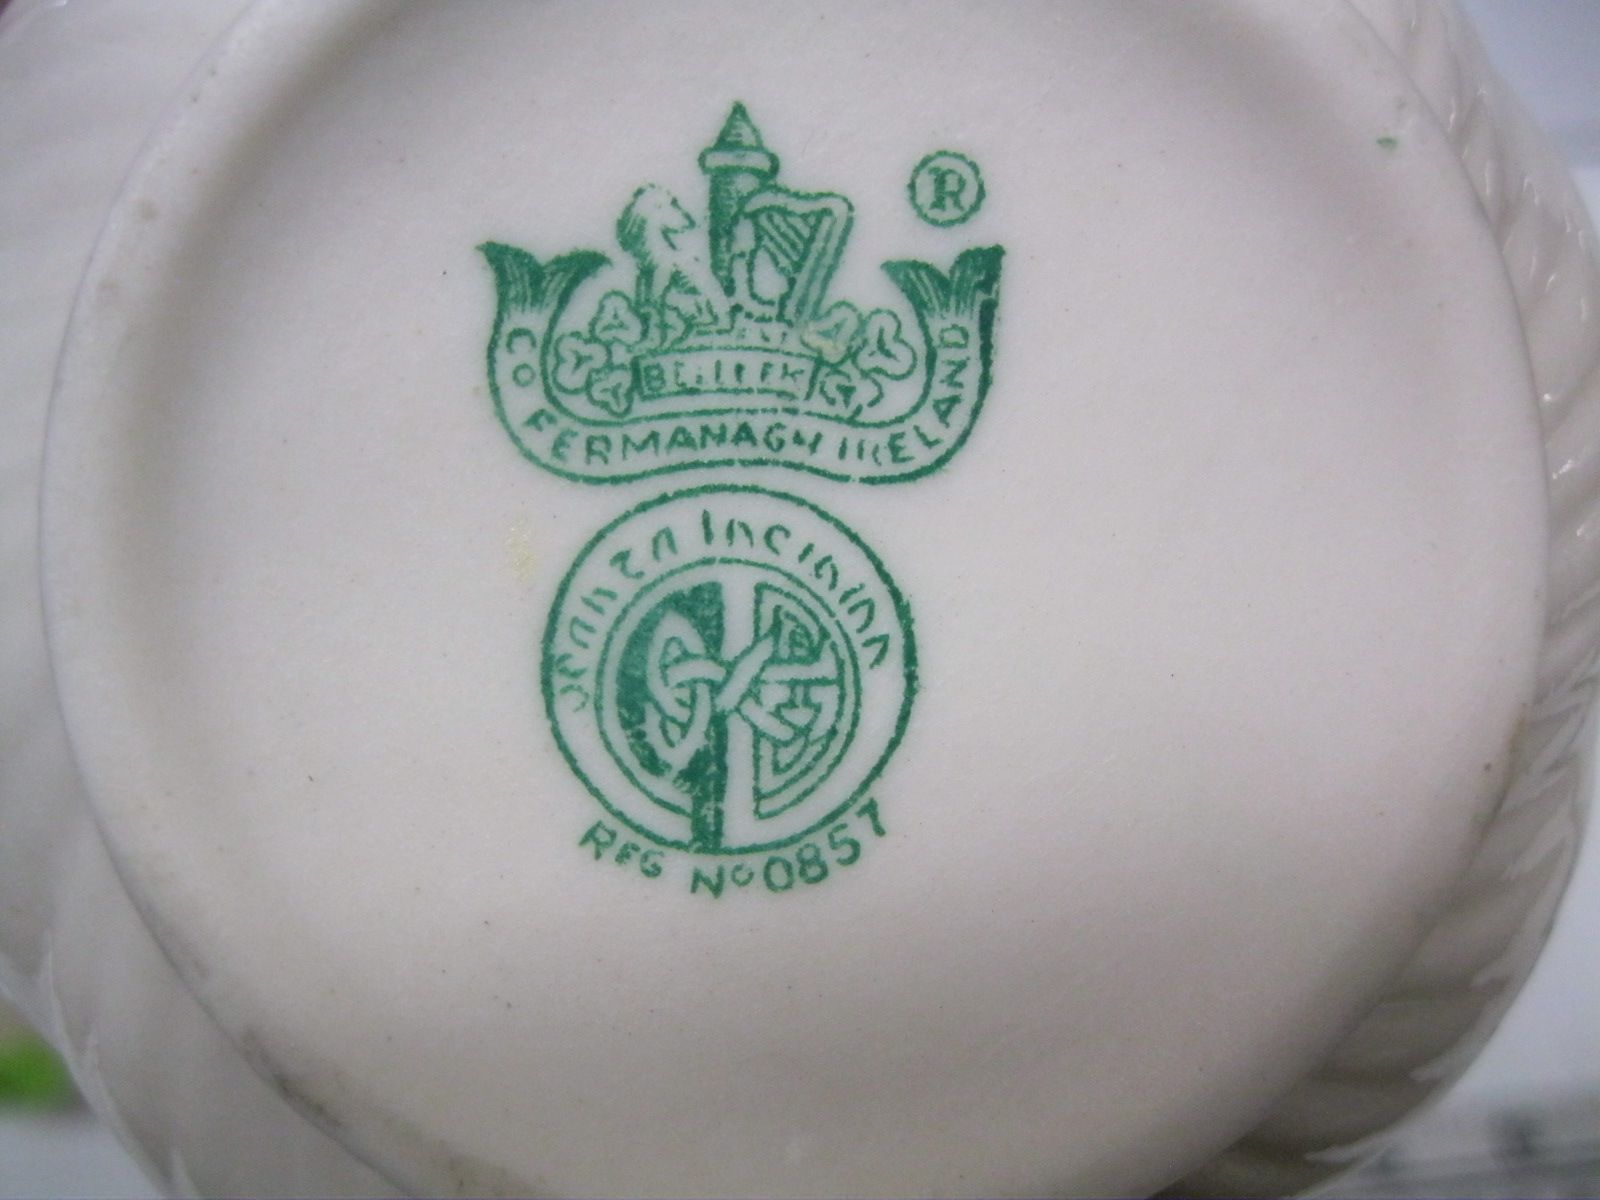 ®
BELLEEK
CO FERMANAGH IRELAND
Deanta in Eirinn
REG No 0857